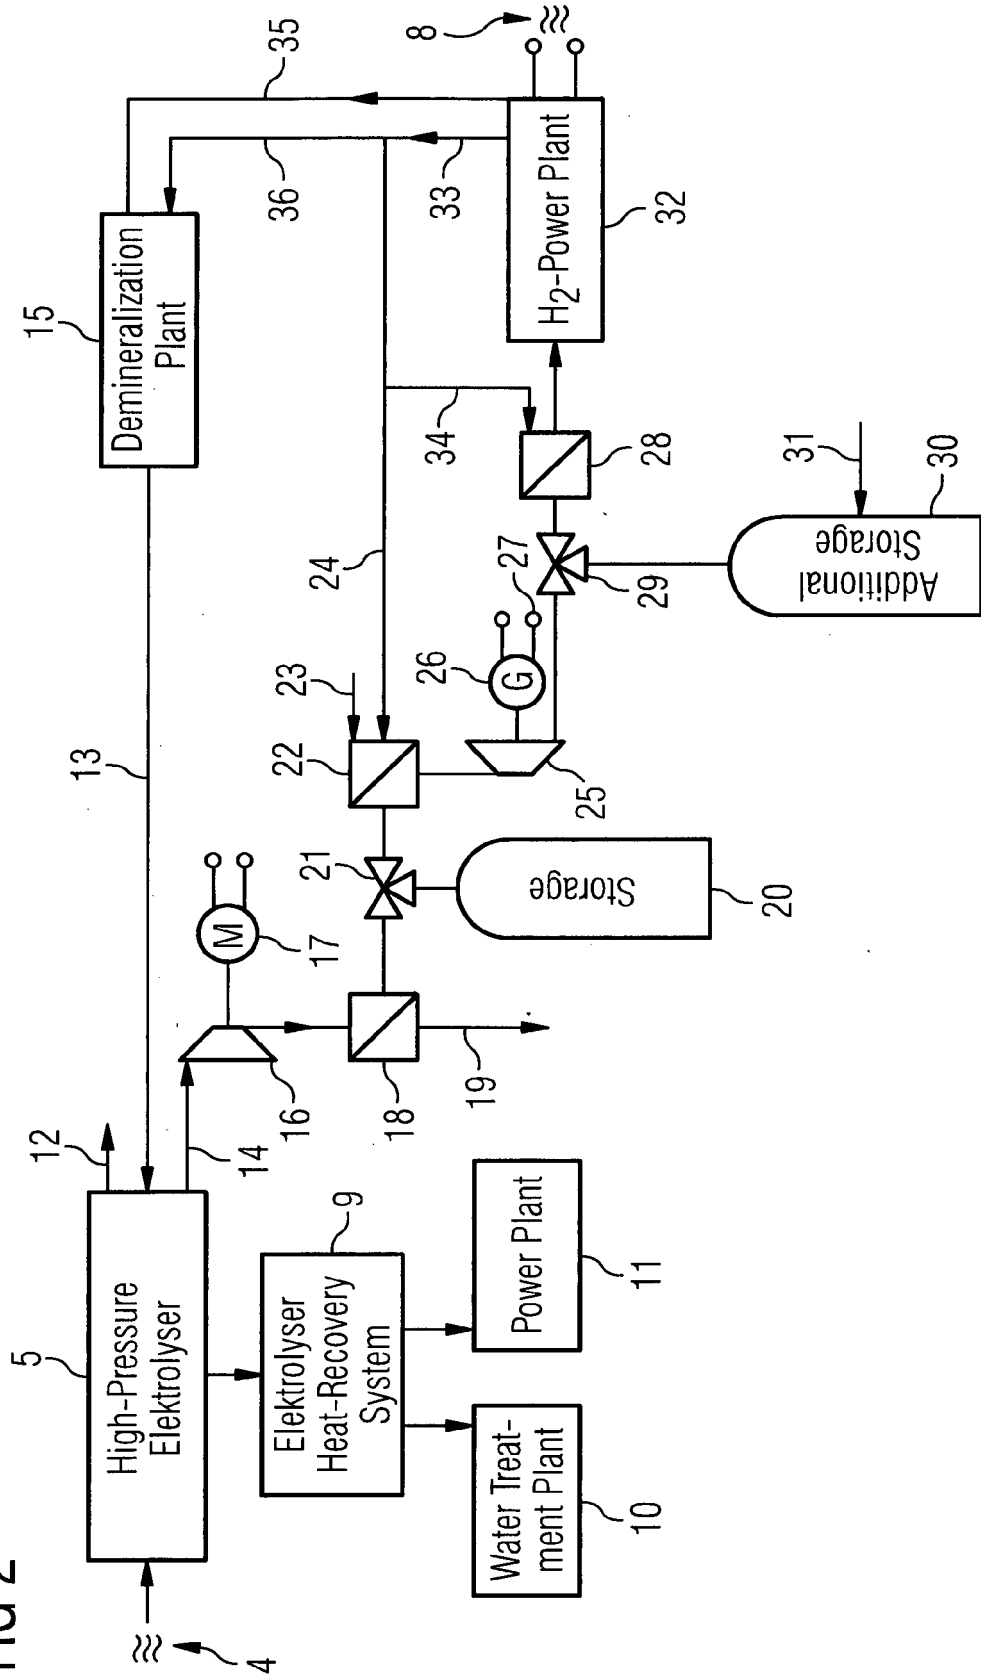 FIG 2
5
12
15
High-Pressure
Elektrolyser
13
Demineralization
Plant
4
14
M
35
16
17
22
23
36
9
21
24
Elektrolyser
Heat-Recovery
System
18
26
8
34
33
19
G
27
Water Treat-
ment Plant
Power Plant
Storage
25
H2-Power Plant
10
11
29
28
32
20
31
Additional
Storage
30